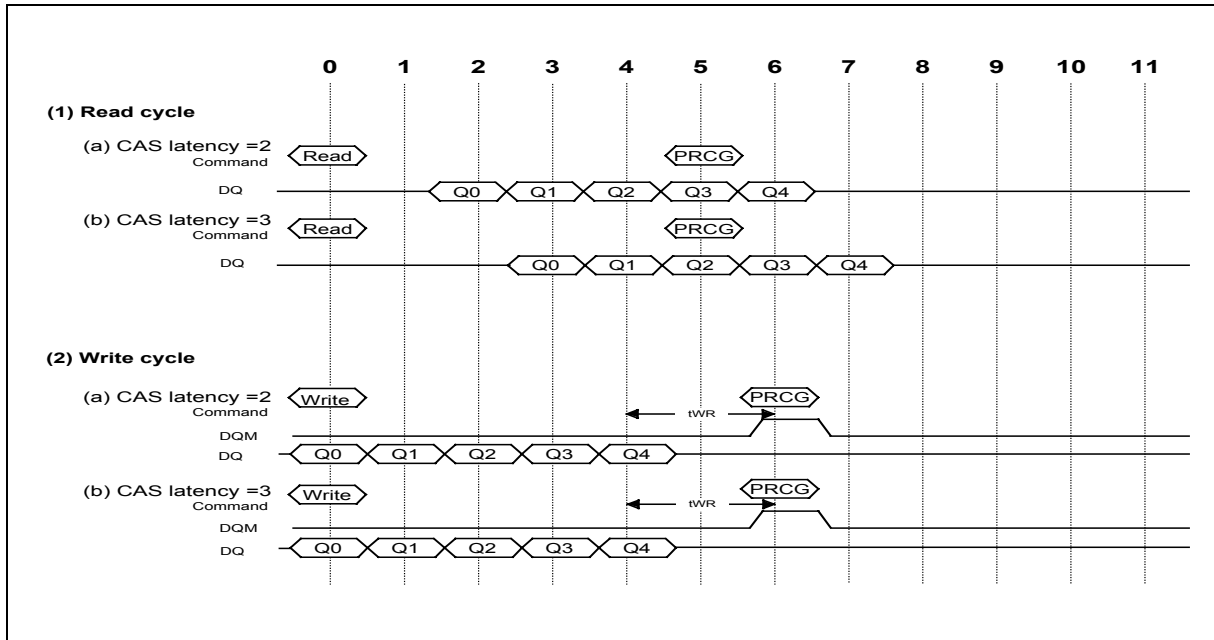 0 1 2 3 4 5 6 7 8 9 10 11
(1) Read cycle
(a) CAS latency =2
Command Read PRCG
DQ Q0 Q1 Q2 Q3 Q4
(b) CAS latency =3
Command Read PRCG
DQ Q0 Q1 Q2 Q3 Q4
(2) Write cycle
(a) CAS latency =2 Write PRCG
Command tWR
DQM
DQ Q0 Q1 Q2 Q3 Q4
(b) CAS latency =3 Write PRCG
Command tWR
DQM
DQ Q0 Q1 Q2 Q3 Q4